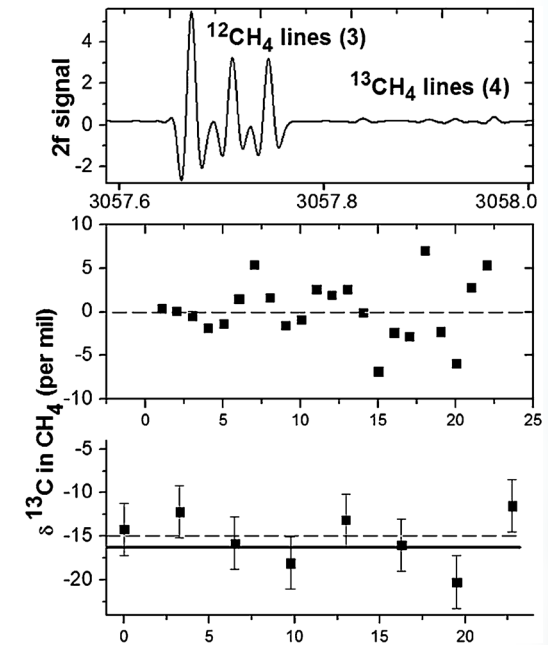 ¹²CH₄ lines (3)
¹³CH₄ lines (4)
2f signal
4
2
0
-2
3057.6 3057.8 3058.0
10
5
0
-5
-10
0 5 10 15 20 25
δ ¹³C in CH₄ (per mil)
-5
-10
-15
-20
0 5 10 15 20